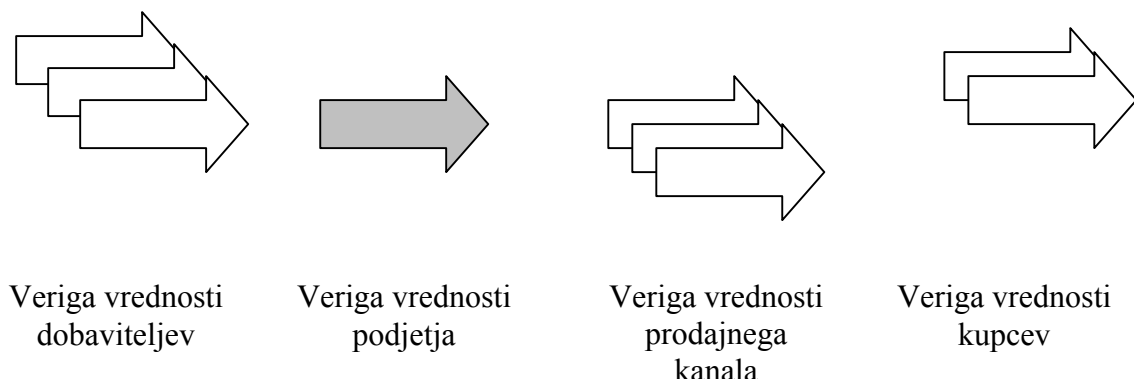 Veriga vrednosti
dobaviteljev
Veriga vrednosti
podjetja
Veriga vrednosti
prodajnega
kanala
Veriga vrednosti
kupcev